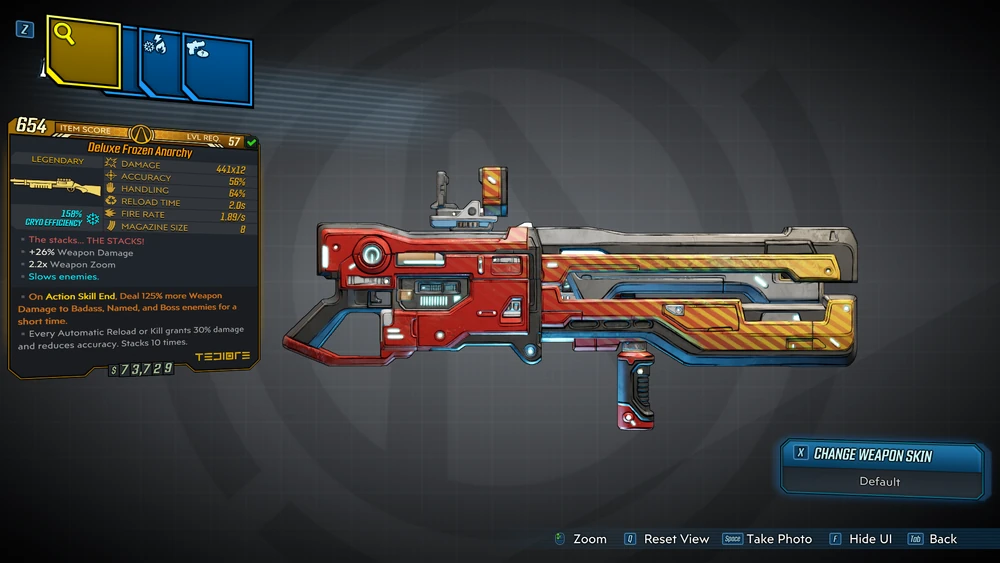 Z
654 ITEM SCORE LVL REQ. 57
Deluxe Frozen Anarchy
LEGENDARY
DAMAGE 441x12
ACCURACY 56%
HANDLING 64%
RELOAD TIME 2.0s
FIRE RATE 1.89/s
MAGAZINE SIZE 8
150%
CRYO EFFICIENCY
The stacks... THE STACKS!
+26% Weapon Damage
2.2x Weapon Zoom
Slows enemies.
On Action Skill End, Deal 125% more Weapon
Damage to Badass, Named, and Boss enemies for a
short time.
Every Automatic Reload or Kill grants 30% damage
and reduces accuracy. Stacks 10 times.
TEDIORE
$ 73,729
X CHANGE WEAPON SKIN
Default
Zoom Q Reset View Space Take Photo F Hide UI Tab Back